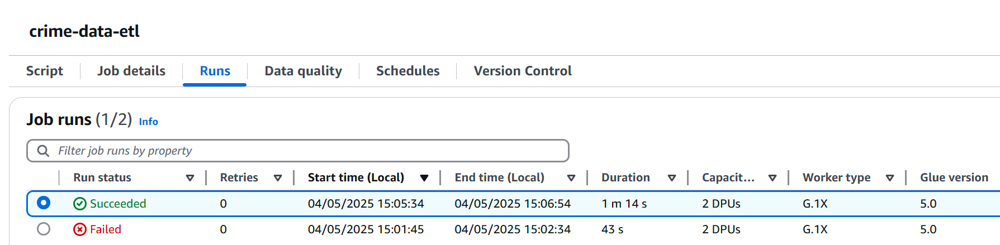 crime-data-etl
Script Job details Runs Data quality Schedules Version Control
Job runs (1/2) Info
Filter job runs by property
Run status Retries Start time (Local) End time (Local) Duration Capacit... Worker type Glue version
Succeeded 0 04/05/2025 15:05:34 04/05/2025 15:06:54 1 m 14 s 2 DPUs G.1X 5.0
Failed 0 04/05/2025 15:01:45 04/05/2025 15:02:34 43 s 2 DPUs G.1X 5.0